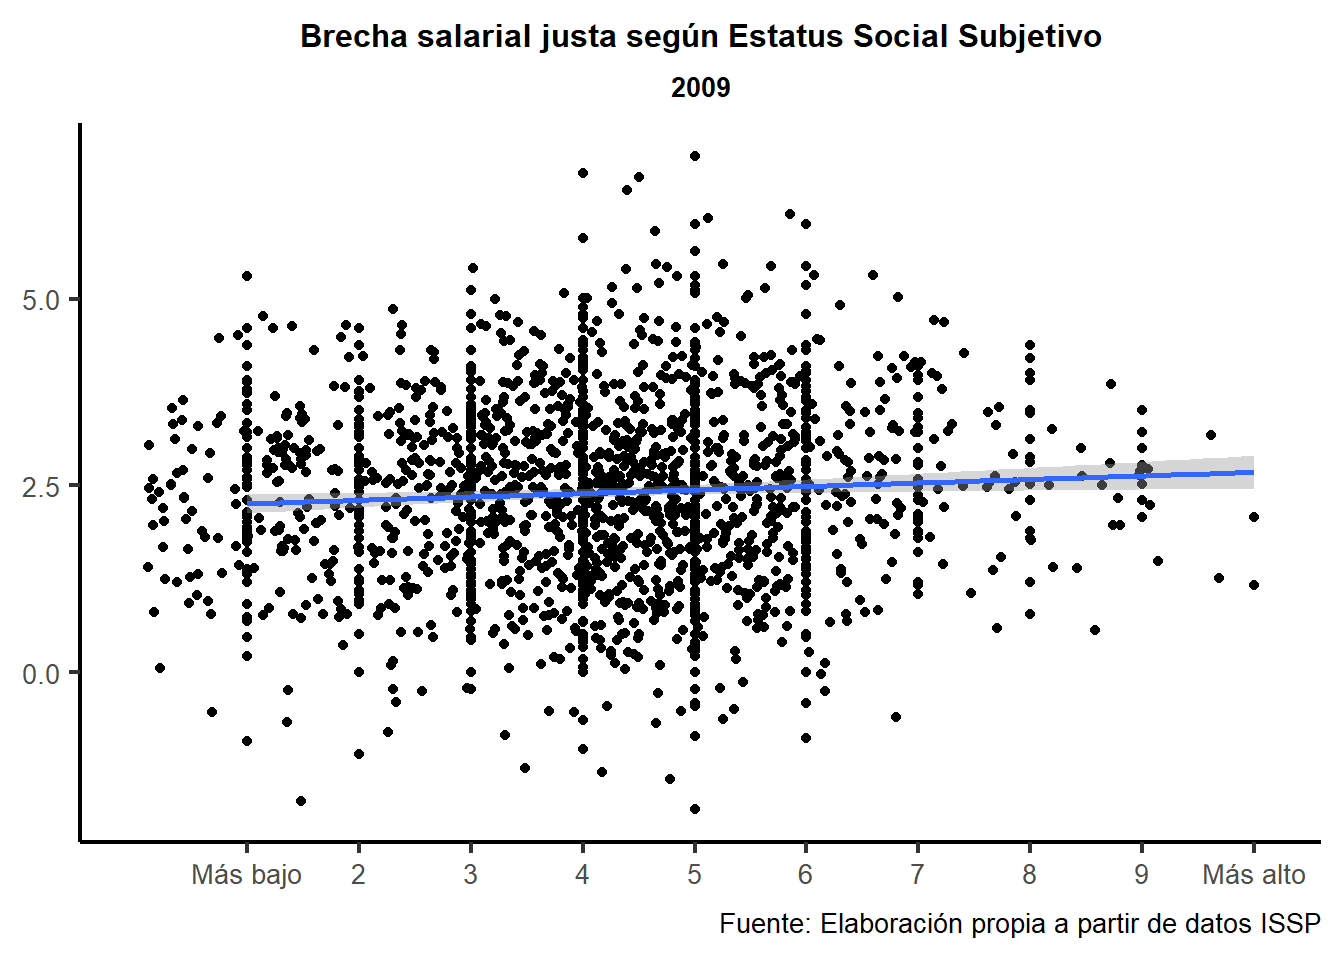 Brecha salarial justa según Estatus Social Subjetivo
2009
5.0
2.5
0.0
Más bajo 2 3 4 5 6 7 8 9 Más alto
Fuente: Elaboración propia a partir de datos ISSP